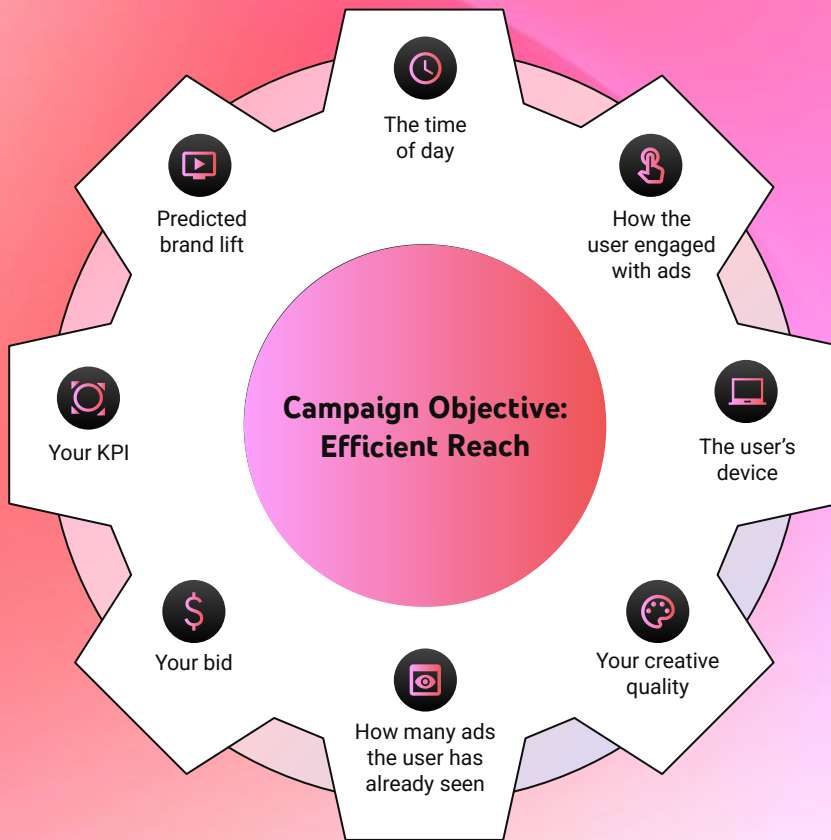 The time
of day
How the
user engaged
with ads
The user’s
device
Your creative
quality
How many ads
the user has
already seen
Your bid
Your KPI
Predicted
brand lift
Campaign Objective:
Efficient Reach